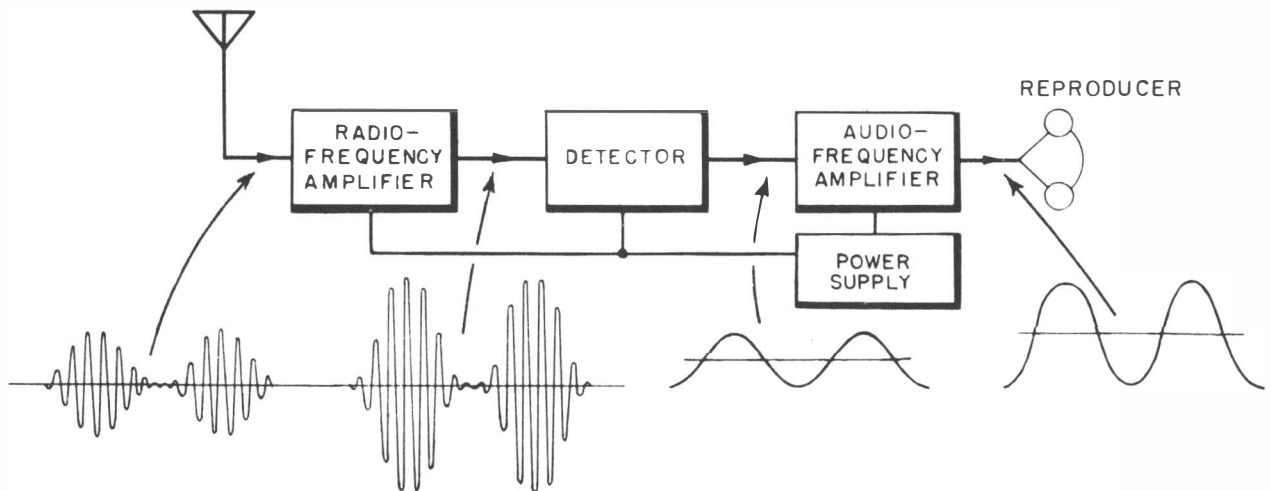 REPRODUCER
RADIO-
FREQUENCY
AMPLIFIER
DETECTOR
AUDIO-
FREQUENCY
AMPLIFIER
POWER
SUPPLY